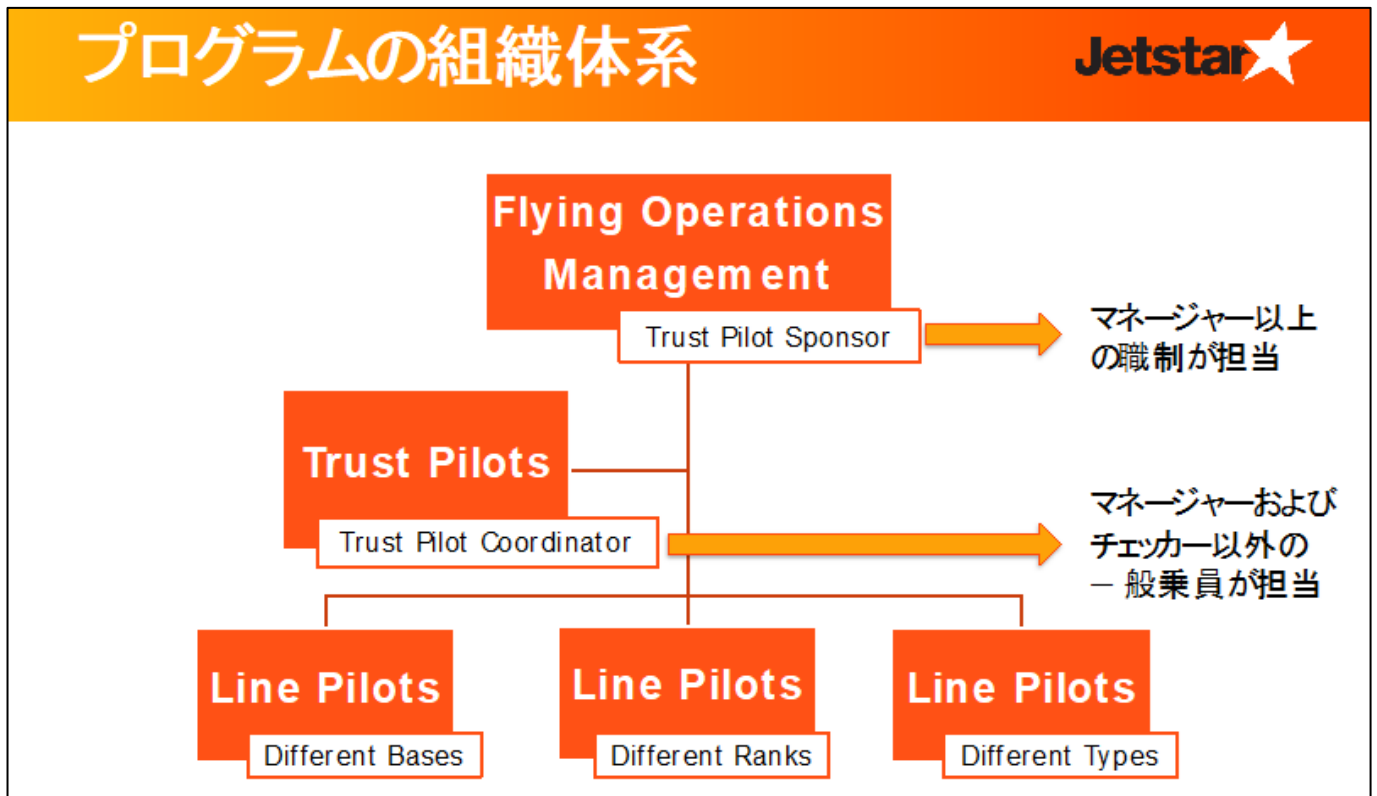 プログラムの組織体系
Jetstar
Flying Operations
Management
Trust Pilot Sponsor
マネージャー以上
の職制が担当
Trust Pilots
Trust Pilot Coordinator
マネージャーおよび
チェッカー以外の
一般乗員が担当
Line Pilots
Different Bases
Line Pilots
Different Ranks
Line Pilots
Different Types